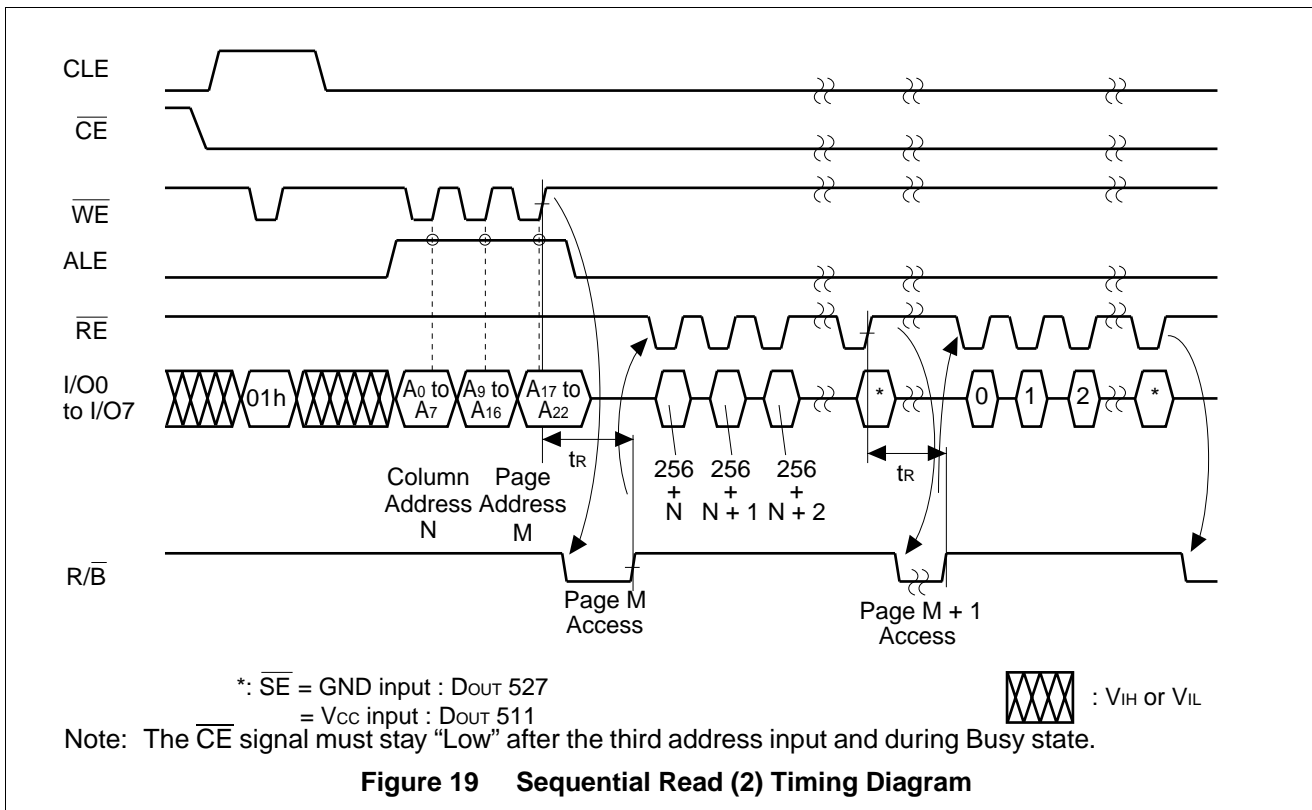 CLE
CE
WE
ALE
RE
I/O0
to I/O7
01h
A0 to
A7
A9 to
A16
A17 to
A22
*
0
1
2
*
tR
tR
Column
Address
N
Page
Address
M
256
+
N
256
+
N + 1
256
+
N + 2
R/B
Page M
Access
Page M + 1
Access
*: SE = GND input : DOUT 527
= VCC input : DOUT 511
: VIH or VIL
Note: The CE signal must stay “Low” after the third address input and during Busy state.
Figure 19 Sequential Read (2) Timing Diagram